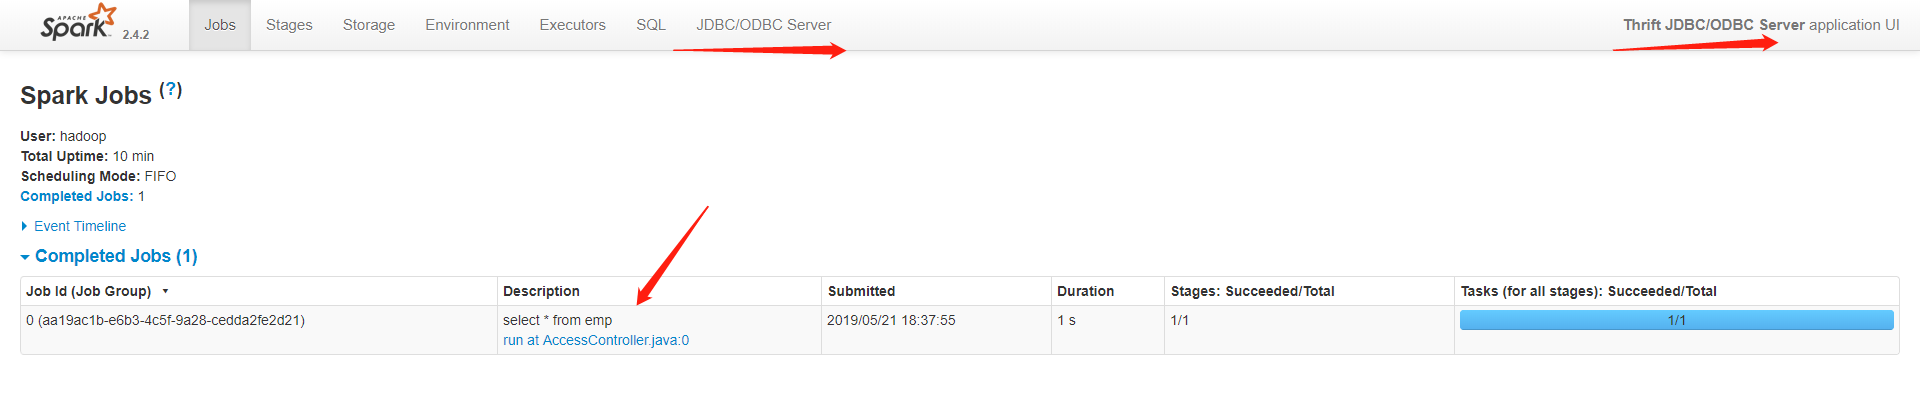 APACHE
Spark 2.4.2 Jobs Stages Storage Environment Executors SQL JDBC/ODBC Server Thrift JDBC/ODBC Server application UI
Spark Jobs (?)
User: hadoop
Total Uptime: 10 min
Scheduling Mode: FIFO
Completed Jobs: 1
Event Timeline
Completed Jobs (1)
Job Id (Job Group) Description Submitted Duration Stages: Succeeded/Total Tasks (for all stages): Succeeded/Total
0 (aa19ac1b-e6b3-4c5f-9a28-cedda2fe2d21) select * from emp 2019/05/21 18:37:55 1 s 1/1 1/1
run at AccessController.java:0